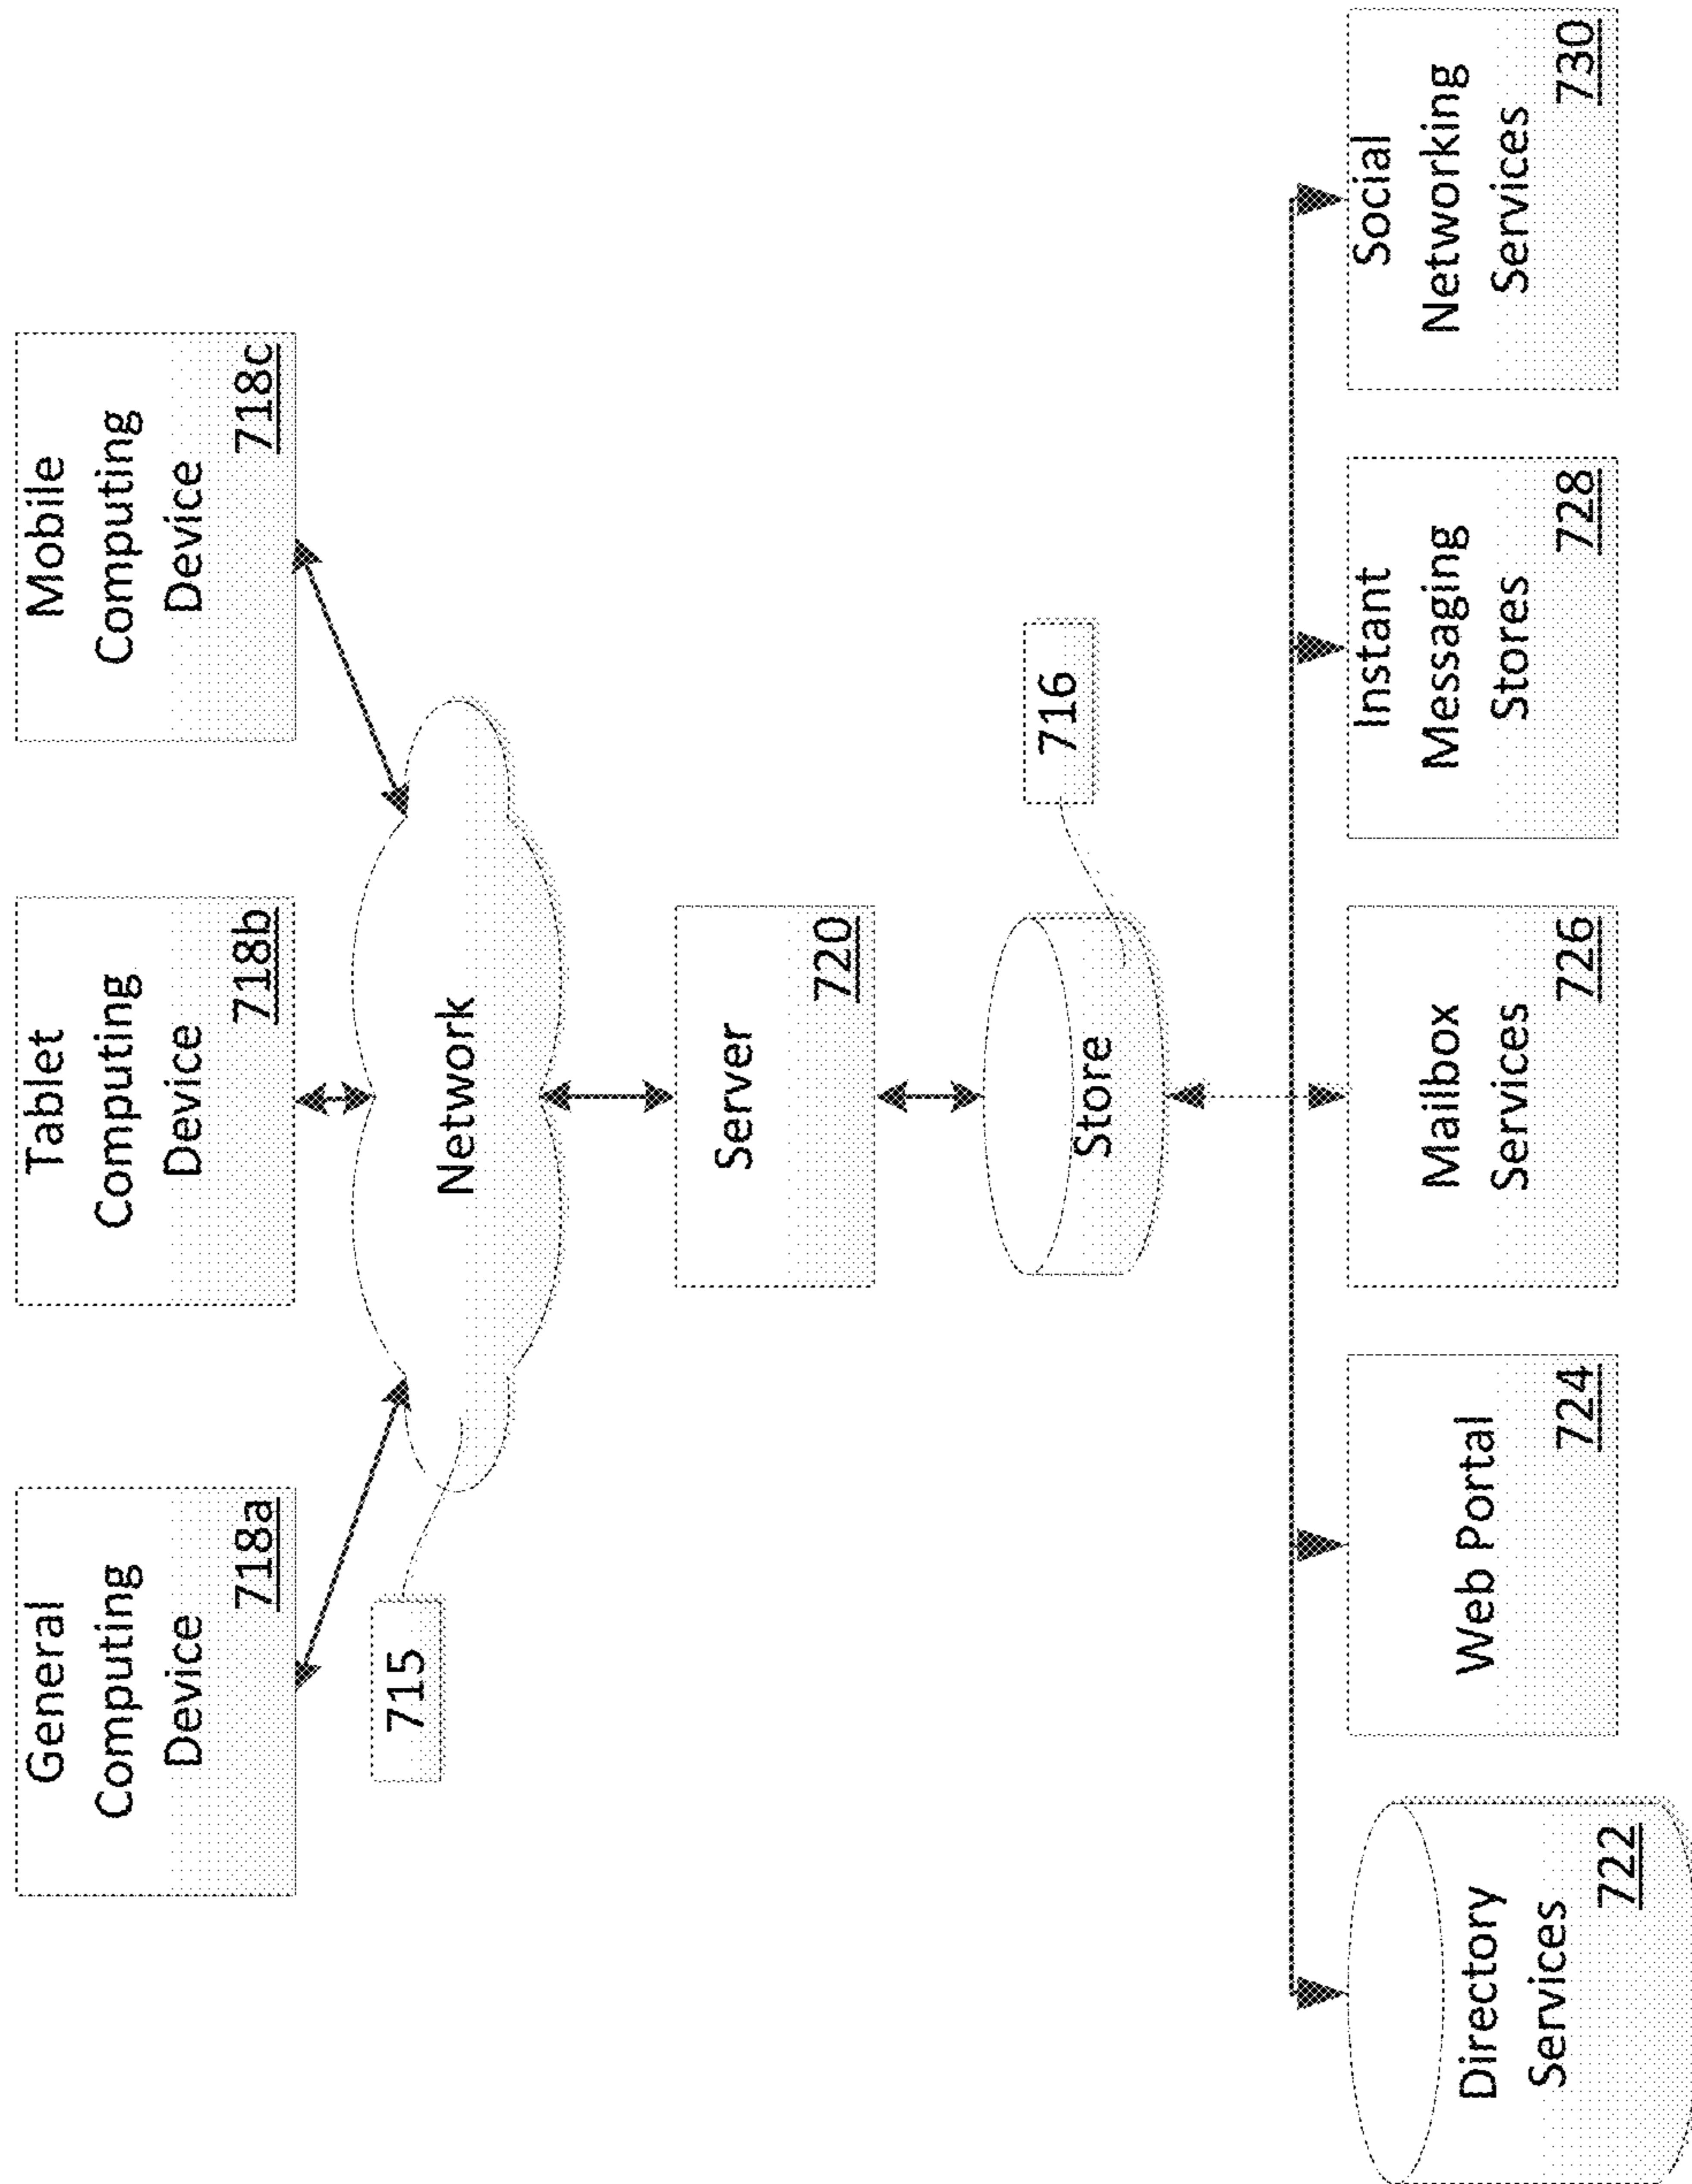 General
Computing
Device
718a
Tablet
Computing
Device
718b
Mobile
Computing
Device
718c
715
Network
Server
720
Store
716
Directory
Services
722
Web Portal
724
Mailbox
Services
726
Instant
Messaging
Stores
728
Social
Networking
Services
730